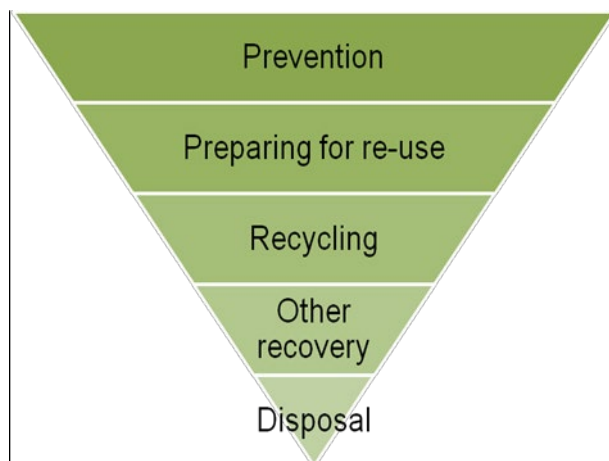 Prevention
Preparing for re-use
Recycling
Other
recovery
Disposal